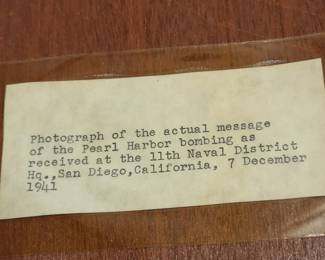 Photograph of the actual message
of the Pearl Harbor bombing as
received at the 11th Naval District
Hq.,San Diego,California, 7 December
1941